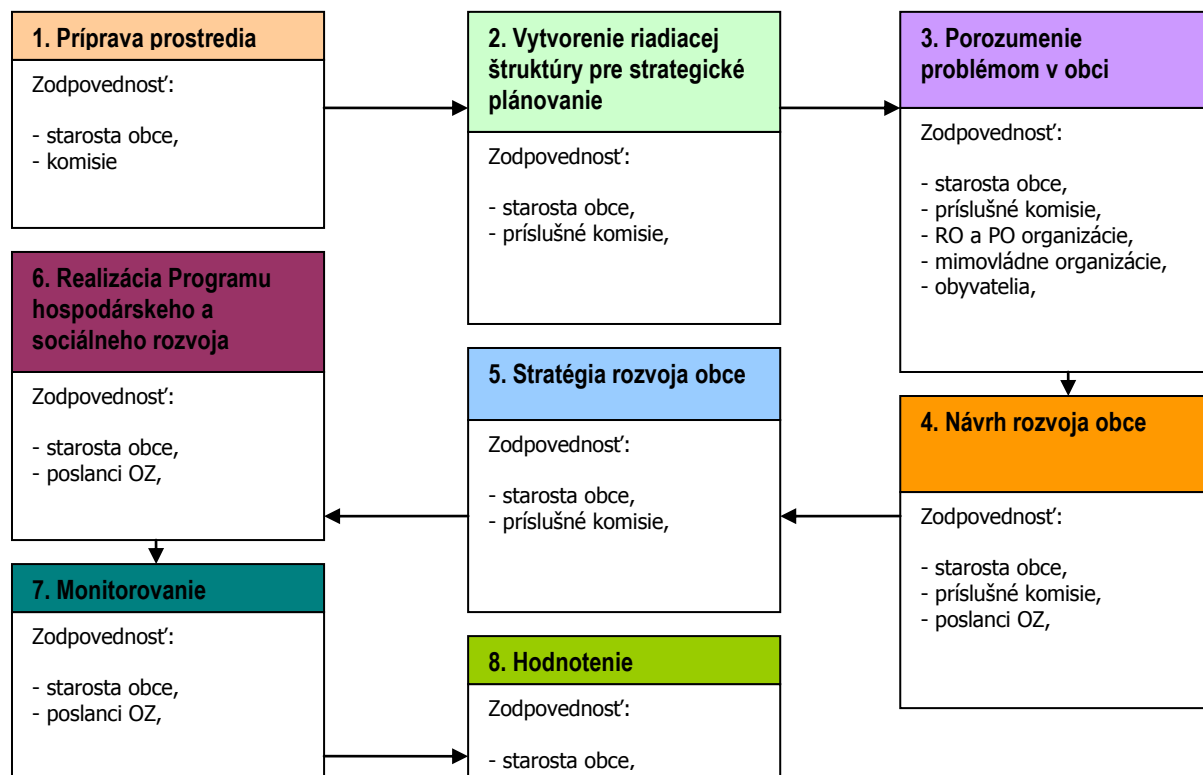 1. Príprava prostredia
Zodpovednosť:
- starosta obce,
- komisie
2. Vytvorenie riadiacej
štruktúry pre strategické
plánovanie
Zodpovednosť:
- starosta obce,
- príslušné komisie,
3. Porozumenie
problémom v obci
Zodpovednosť:
- starosta obce,
- príslušné komisie,
- RO a PO organizácie,
- mimovládne organizácie,
- obyvatelia,
4. Návrh rozvoja obce
Zodpovednosť:
- starosta obce,
- príslušné komisie,
- poslanci OZ,
5. Stratégia rozvoja obce
Zodpovednosť:
- starosta obce,
- príslušné komisie,
6. Realizácia Programu
hospodárskeho a
sociálneho rozvoja
Zodpovednosť:
- starosta obce,
- poslanci OZ,
7. Monitorovanie
Zodpovednosť:
- starosta obce,
- poslanci OZ,
8. Hodnotenie
Zodpovednosť:
- starosta obce,